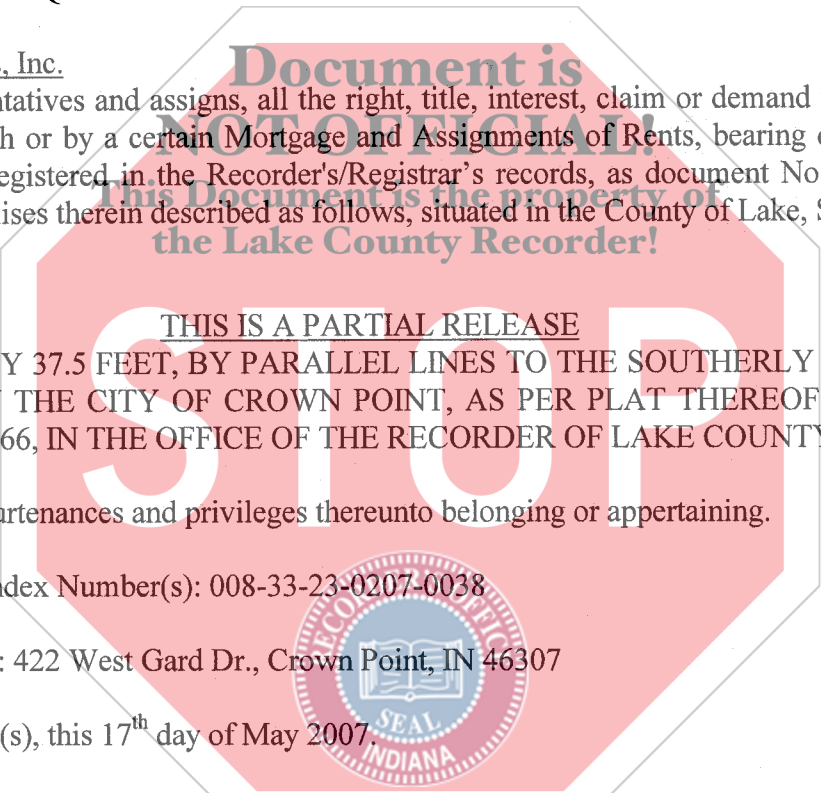 , Inc.
Document is
tatives and assigns, all the right, title, interest, claim or demand
h or by a certain Mortgage and Assignments of Rents, bearing
NOT OFFICIAL!
egistered in the Recorder's/Registrar's records, as document No
This Document is the property of
ises therein described as follows, situated in the County of Lake, S
the Lake County Recorder!
THIS IS A PARTIAL RELEASE
Y 37.5 FEET, BY PARALLEL LINES TO THE SOUTHERLY
THE CITY OF CROWN POINT, AS PER PLAT THEREOF
66, IN THE OFFICE OF THE RECORDER OF LAKE COUNTY
STOP
urtenances and privileges thereunto belonging or appertaining.
ndex Number(s): 008-33-23-0207-0038
: 422 West Gard Dr., Crown Point, IN 46307
(s), this 17th day of May 2007.
RECORDER'S OFFICE
SEAL
INDIANA